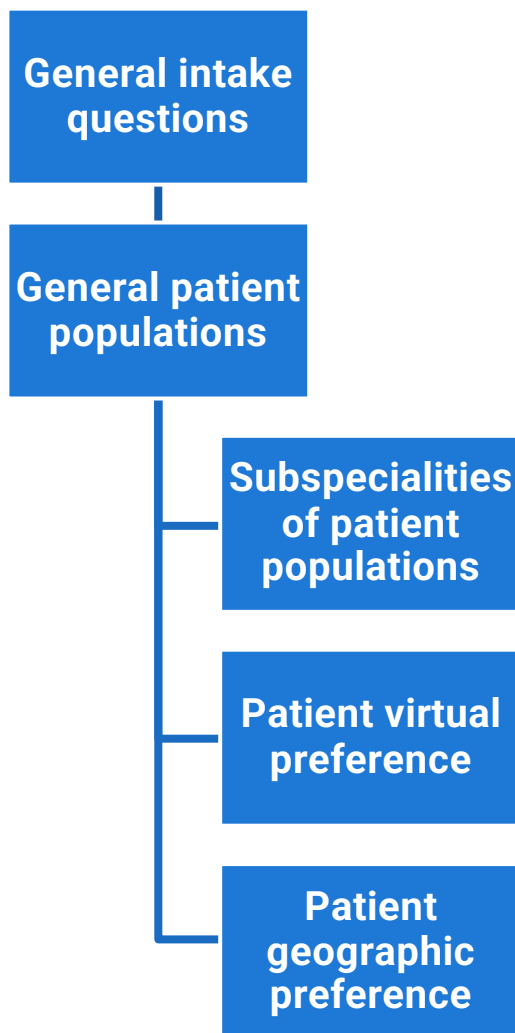 General intake
questions
General patient
populations
Subspecialities
of patient
populations
Patient virtual
preference
Patient
geographic
preference